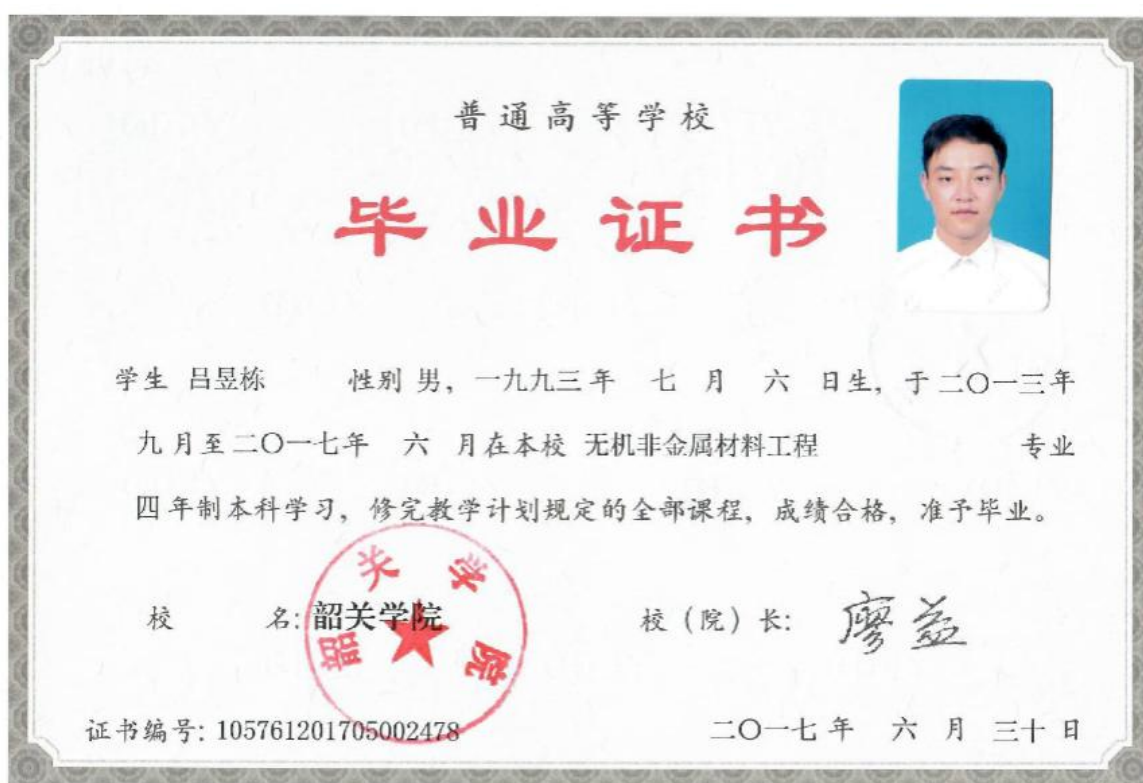 普通高等学校
毕业证书
学生 吕昱栋 性别 男，一九九三年 七 月 六 日生，于二〇一三年
九月至二〇一七年 六 月在本校 无机非金属材料工程 专业
四年制本科学习，修完教学计划规定的全部课程，成绩合格，准予毕业。
校 名：韶关学院
韶关学院
校（院）长： 廖益
证书编号：105761201705002478
二〇一七年 六 月 三十 日